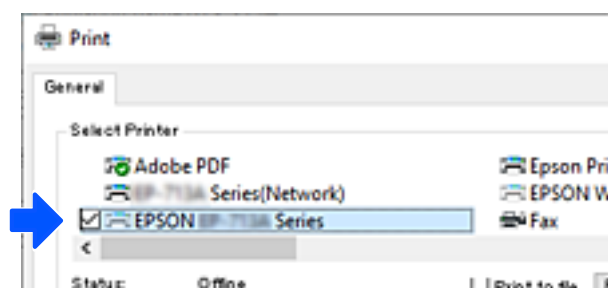 Print
General
Select Printer
Adobe PDF
Epson Pri
Series(Network)
EPSON W
EPSON Series
Fax
Status: Offline
Print to file